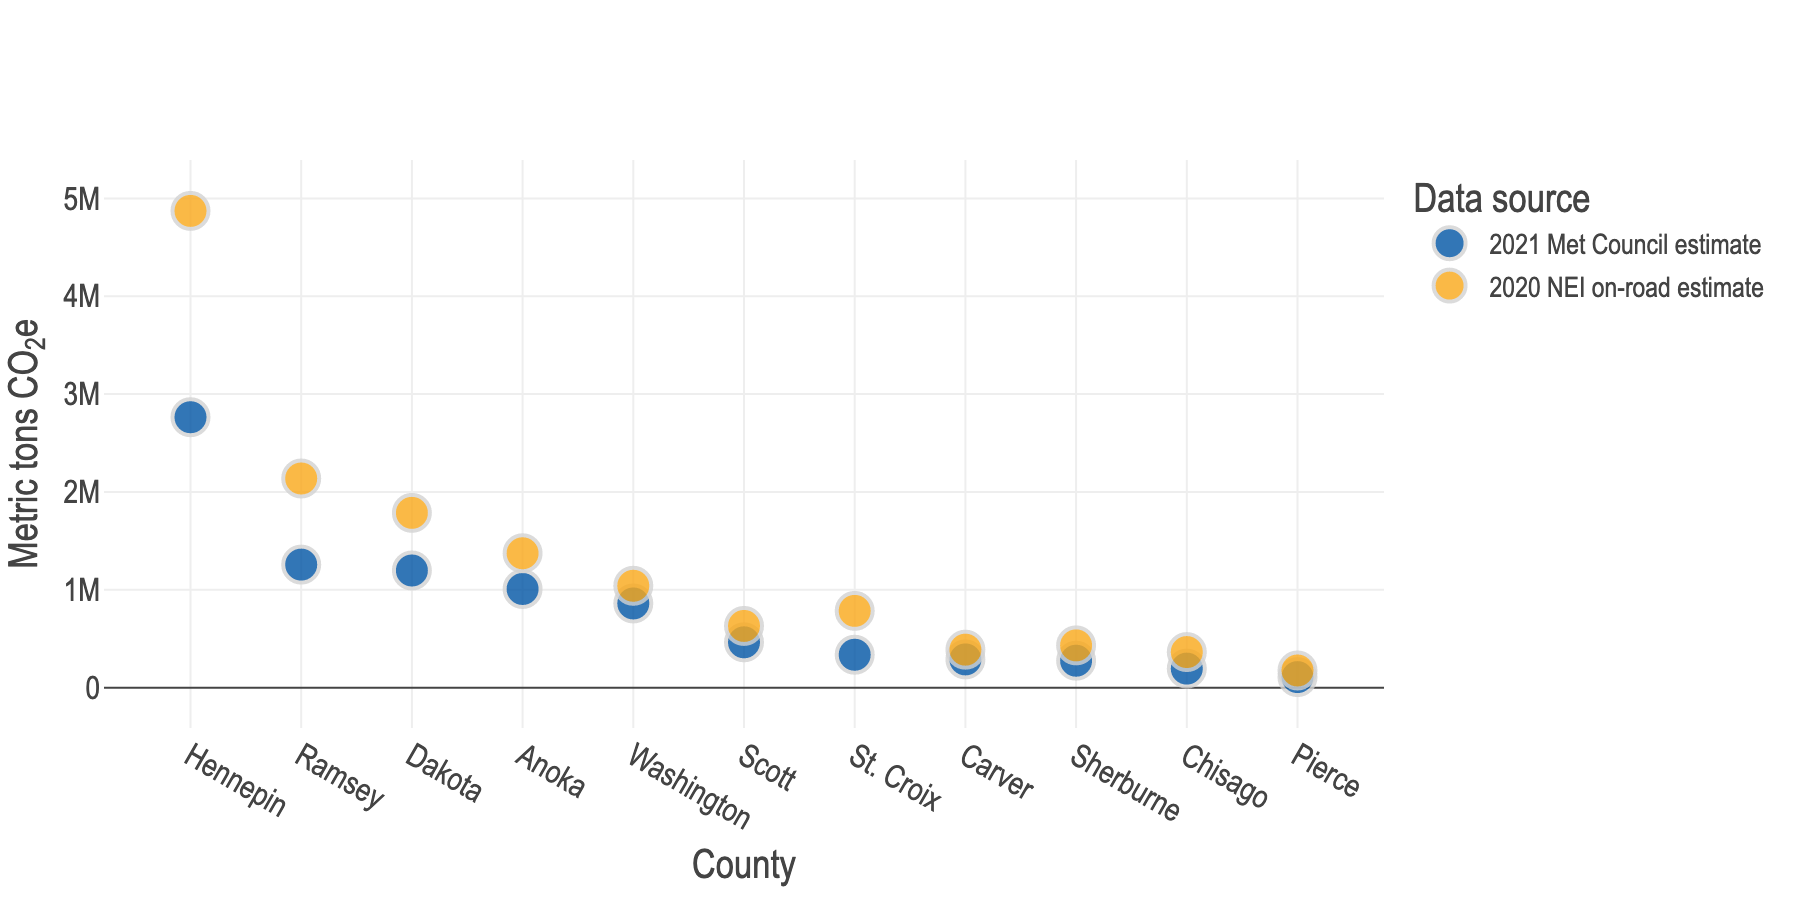 5M
4M
3M
2M
1M
0
Metric tons CO₂e
Hennepin
Ramsey
Dakota
Anoka
Washington
Scott
St. Croix
Carver
Sherburne
Chisago
Pierce
County
Data source
2021 Met Council estimate
2020 NEI on-road estimate